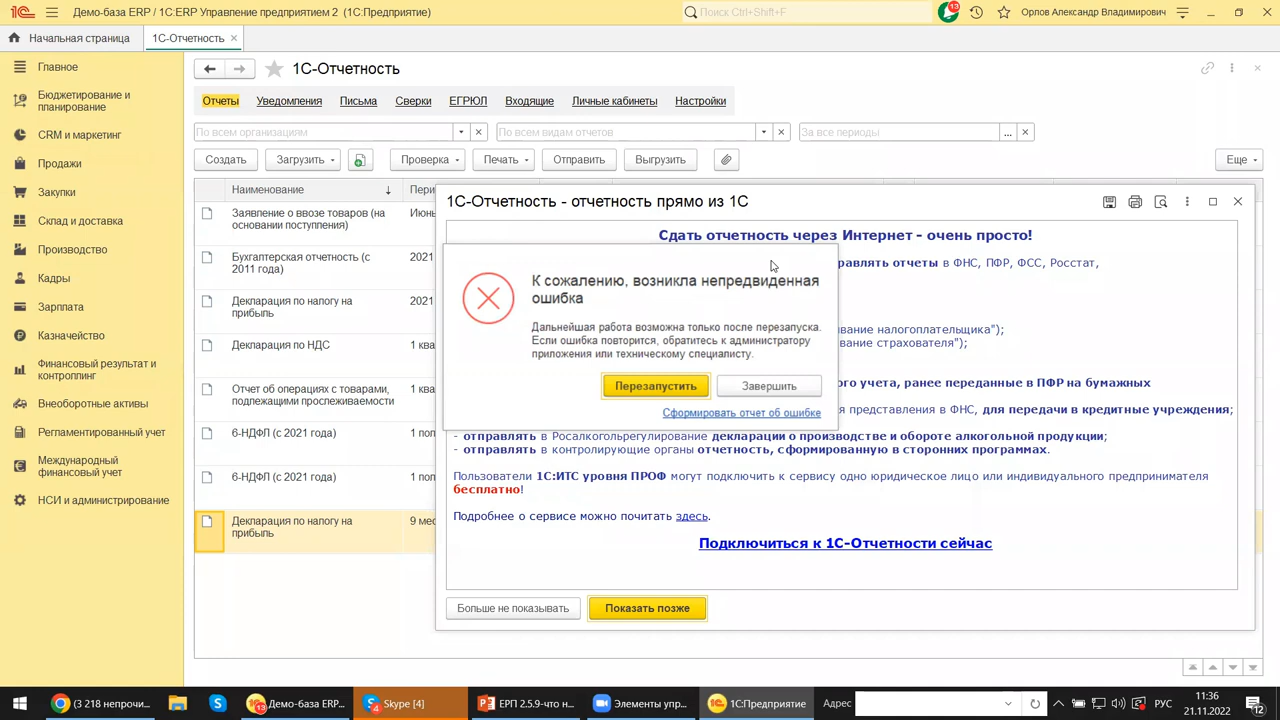 Демо-база ERP / 1С:ERP Управление предприятием 2 (1С:Предприятие)
Поиск Ctrl+Shift+F
13
Орлов Александр Владимирович
Начальная страница
1С-Отчетность
Главное
Бюджетирование и
планирование
CRM и маркетинг
Продажи
Закупки
Склад и доставка
Производство
Кадры
Зарплата
Казначейство
Финансовый результат и
контроллинг
Внеоборотные активы
Регламентированный учет
Международный
финансовый учет
НСИ и администрирование
1С-Отчетность
Отчеты Уведомления Письма Сверки ЕГРЮЛ Входящие Личные кабинеты Настройки
По всем организациям
По всем видам отчетов
За все периоды
Создать Загрузить Проверка Печать Отправить Выгрузить Еще
Наименование Пери
Заявление о ввозе товаров (на Июнь
основании поступления)
Бухгалтерская отчетность (с 2021
2011 года)
Декларация по налогу на 2021
прибыль
Декларация по НДС 1 ква
Отчет об операциях с товарами, 1 ква
подлежащими прослеживаемости
6-НДФЛ (с 2021 года) 1 пол
6-НДФЛ (с 2021 года) 1 пол
Декларация по налогу на 9 мес
прибыль
1С-Отчетность - отчетность прямо из 1С
Сдать отчетность через Интернет - очень просто!
равлять отчеты в ФНС, ПФР, ФСС, Росстат,
ивание налогоплательщика");
вание страхователя");
ого учета, ранее переданные в ПФР на бумажных
я представления в ФНС, для передачи в кредитные учреждения;
- отправлять в Росалкогольрегулирование декларации о производстве и обороте алкогольной продукции;
- отправлять в контролирующие органы отчетность, сформированную в сторонних программах.
Пользователи 1С:ИТС уровня ПРОФ могут подключить к сервису одно юридическое лицо или индивидуального предпринимателя
бесплатно!
Подробнее о сервисе можно почитать здесь.
Подключиться к 1С-Отчетности сейчас
Больше не показывать Показать позже
К сожалению, возникла непредвиденная
ошибка
Дальнейшая работа возможна только после перезапуска.
Если ошибка повторится, обратитесь к администратору
приложения или техническому специалисту.
Перезапустить Завершить
Сформировать отчет об ошибке
(3 218 непрочи...
13
Демо-база ERP...
4
Skype [4]
ЕРП 2.5.9-что н...
Элементы упр...
1С:Предприятие
Адрес
РУС
11:36
21.11.2022
12